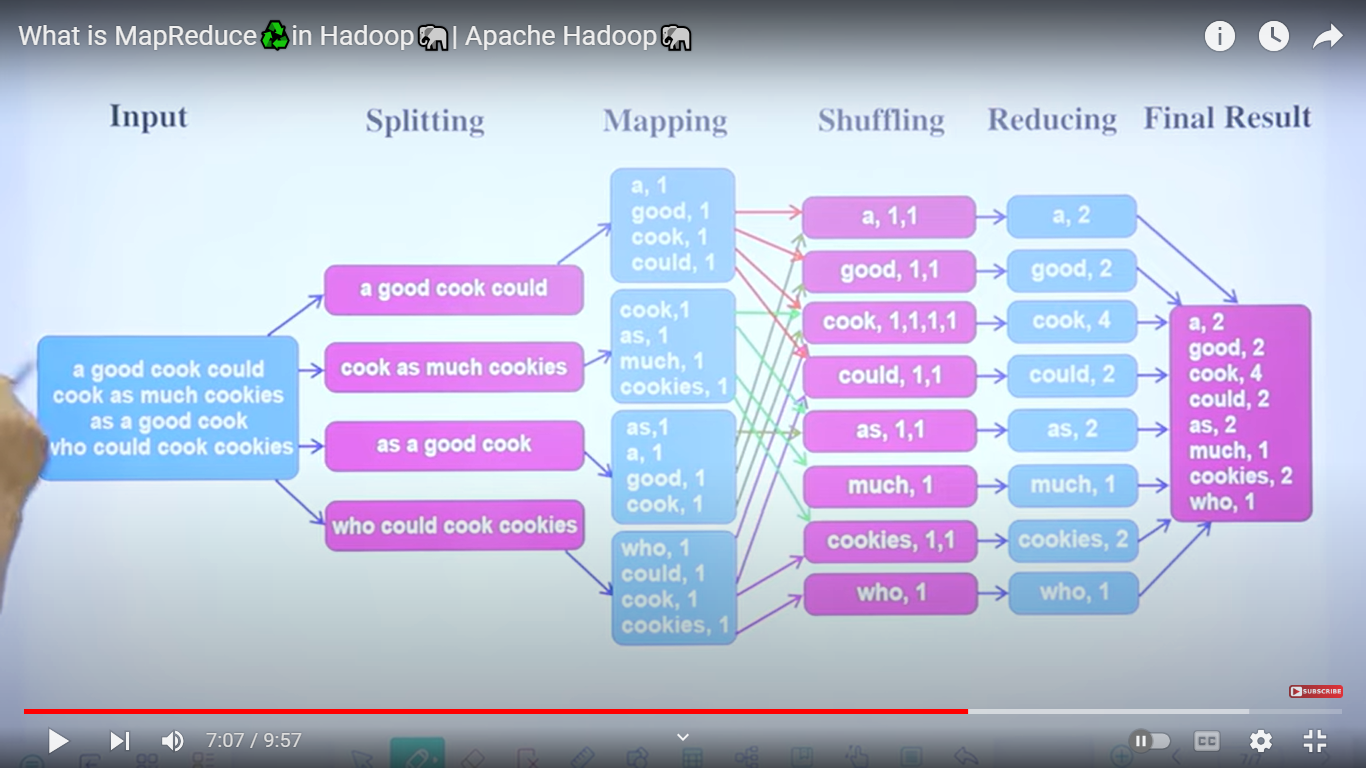 What is MapReduce♻in Hadoop🐘| Apache Hadoop🐘
Input
Splitting
Mapping
Shuffling
Reducing
Final Result
a good cook could
cook as much cookies
as a good cook
who could cook cookies
a good cook could
cook as much cookies
as a good cook
who could cook cookies
a, 1
good, 1
cook, 1
could, 1
cook,1
as, 1
much, 1
cookies, 1
as,1
a, 1
good, 1
cook, 1
who, 1
could, 1
cook, 1
cookies, 1
a, 1,1
good, 1,1
cook, 1,1,1,1
could, 1,1
as, 1,1
much, 1
cookies, 1,1
who, 1
a, 2
good, 2
cook, 4
could, 2
as, 2
much, 1
cookies, 2
who, 1
a, 2
good, 2
cook, 4
could, 2
as, 2
much, 1
cookies, 2
who, 1
SUBSCRIBE
7:07 / 9:57
CC